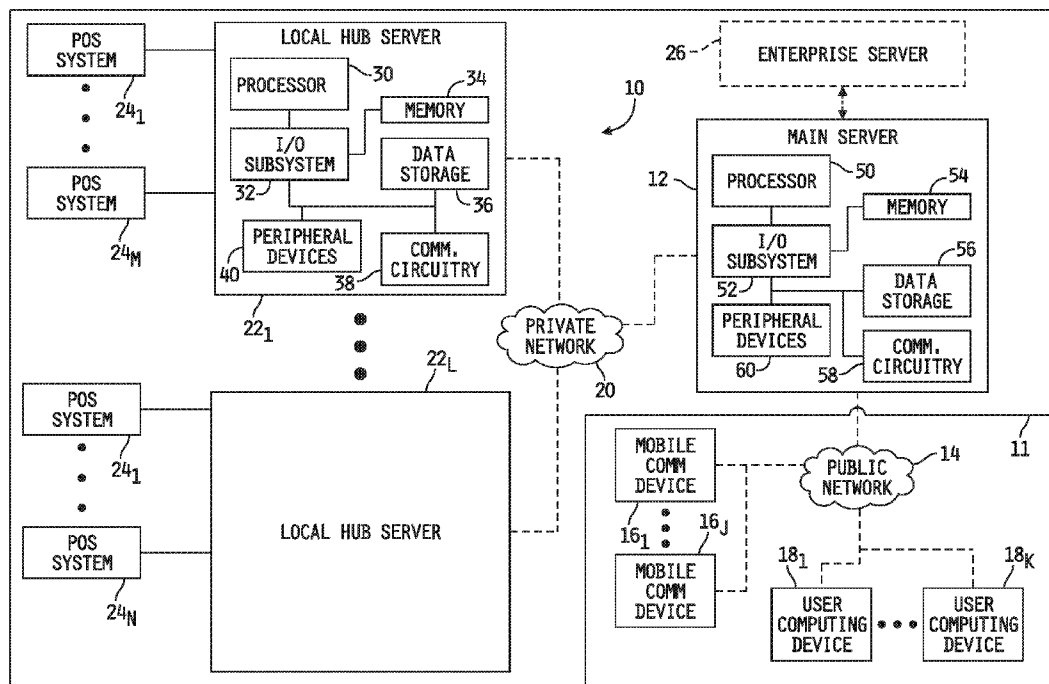 POS
SYSTEM
24₁
POS
SYSTEM
24M
LOCAL HUB SERVER
30
PROCESSOR
34
MEMORY
I/O
SUBSYSTEM
32
DATA
STORAGE
36
PERIPHERAL
DEVICES
40
COMM.
CIRCUITRY
38
22₁
10
26
ENTERPRISE SERVER
MAIN SERVER
12
50
PROCESSOR
54
MEMORY
I/O
SUBSYSTEM
52
56
DATA
STORAGE
PERIPHERAL
DEVICES
60
COMM.
CIRCUITRY
58
PRIVATE
NETWORK
20
POS
SYSTEM
24₁
POS
SYSTEM
24N
22L
LOCAL HUB SERVER
11
MOBILE
COMM
DEVICE
16₁
16J
MOBILE
COMM
DEVICE
PUBLIC
NETWORK
14
18₁
USER
COMPUTING
DEVICE
18K
USER
COMPUTING
DEVICE